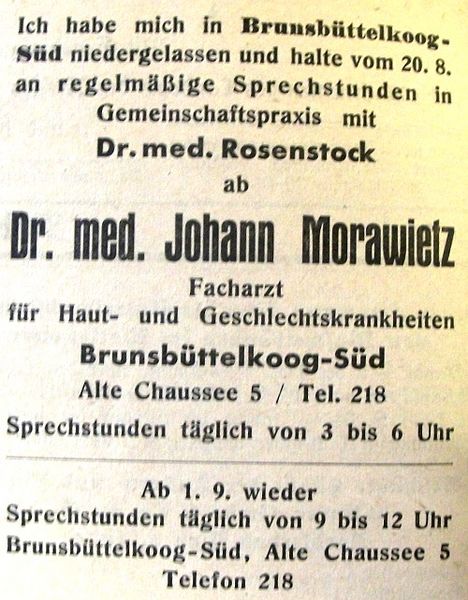 Ich habe mich in Brunsbüttelkoog-
Süd niedergelassen und halte vom 20. 8.
an regelmäßige Sprechstunden in
Gemeinschaftspraxis mit
Dr. med. Rosenstock
ab
Dr. med. Johann Morawietz
Facharzt
für Haut- und Geschlechtskrankheiten
Brunsbüttelkoog-Süd
Alte Chaussee 5 / Tel. 218
Sprechstunden täglich von 3 bis 6 Uhr
Ab 1. 9. wieder
Sprechstunden täglich von 9 bis 12 Uhr
Brunsbüttelkoog-Süd, Alte Chaussee 5
Telefon 218